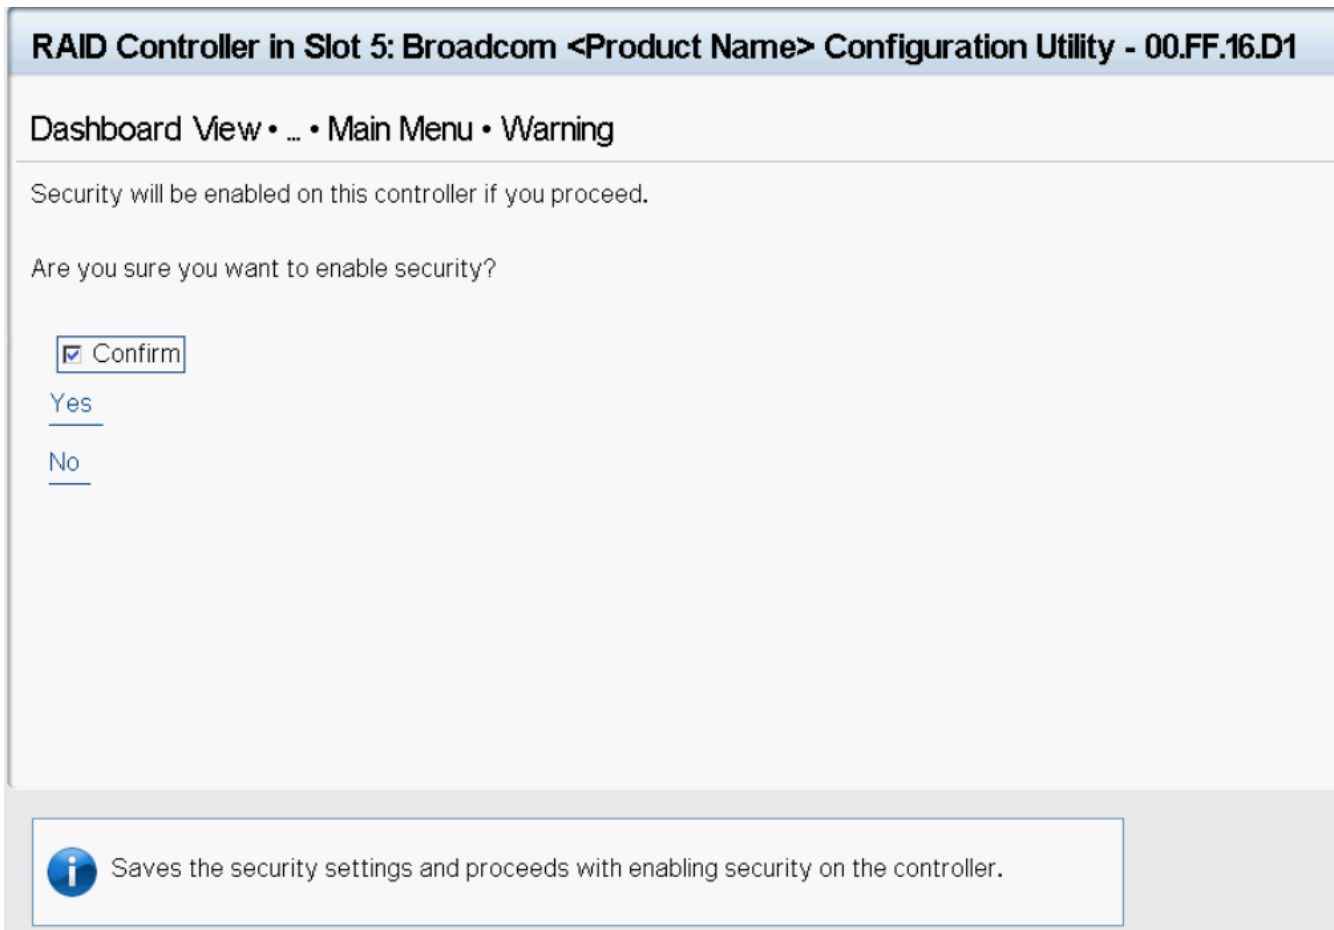 RAID Controller in Slot 5: Broadcom <Product Name> Configuration Utility - 00.FF.16.D1
Dashboard View • ... • Main Menu • Warning
Security will be enabled on this controller if you proceed.
Are you sure you want to enable security?
Confirm
Yes
No
Saves the security settings and proceeds with enabling security on the controller.